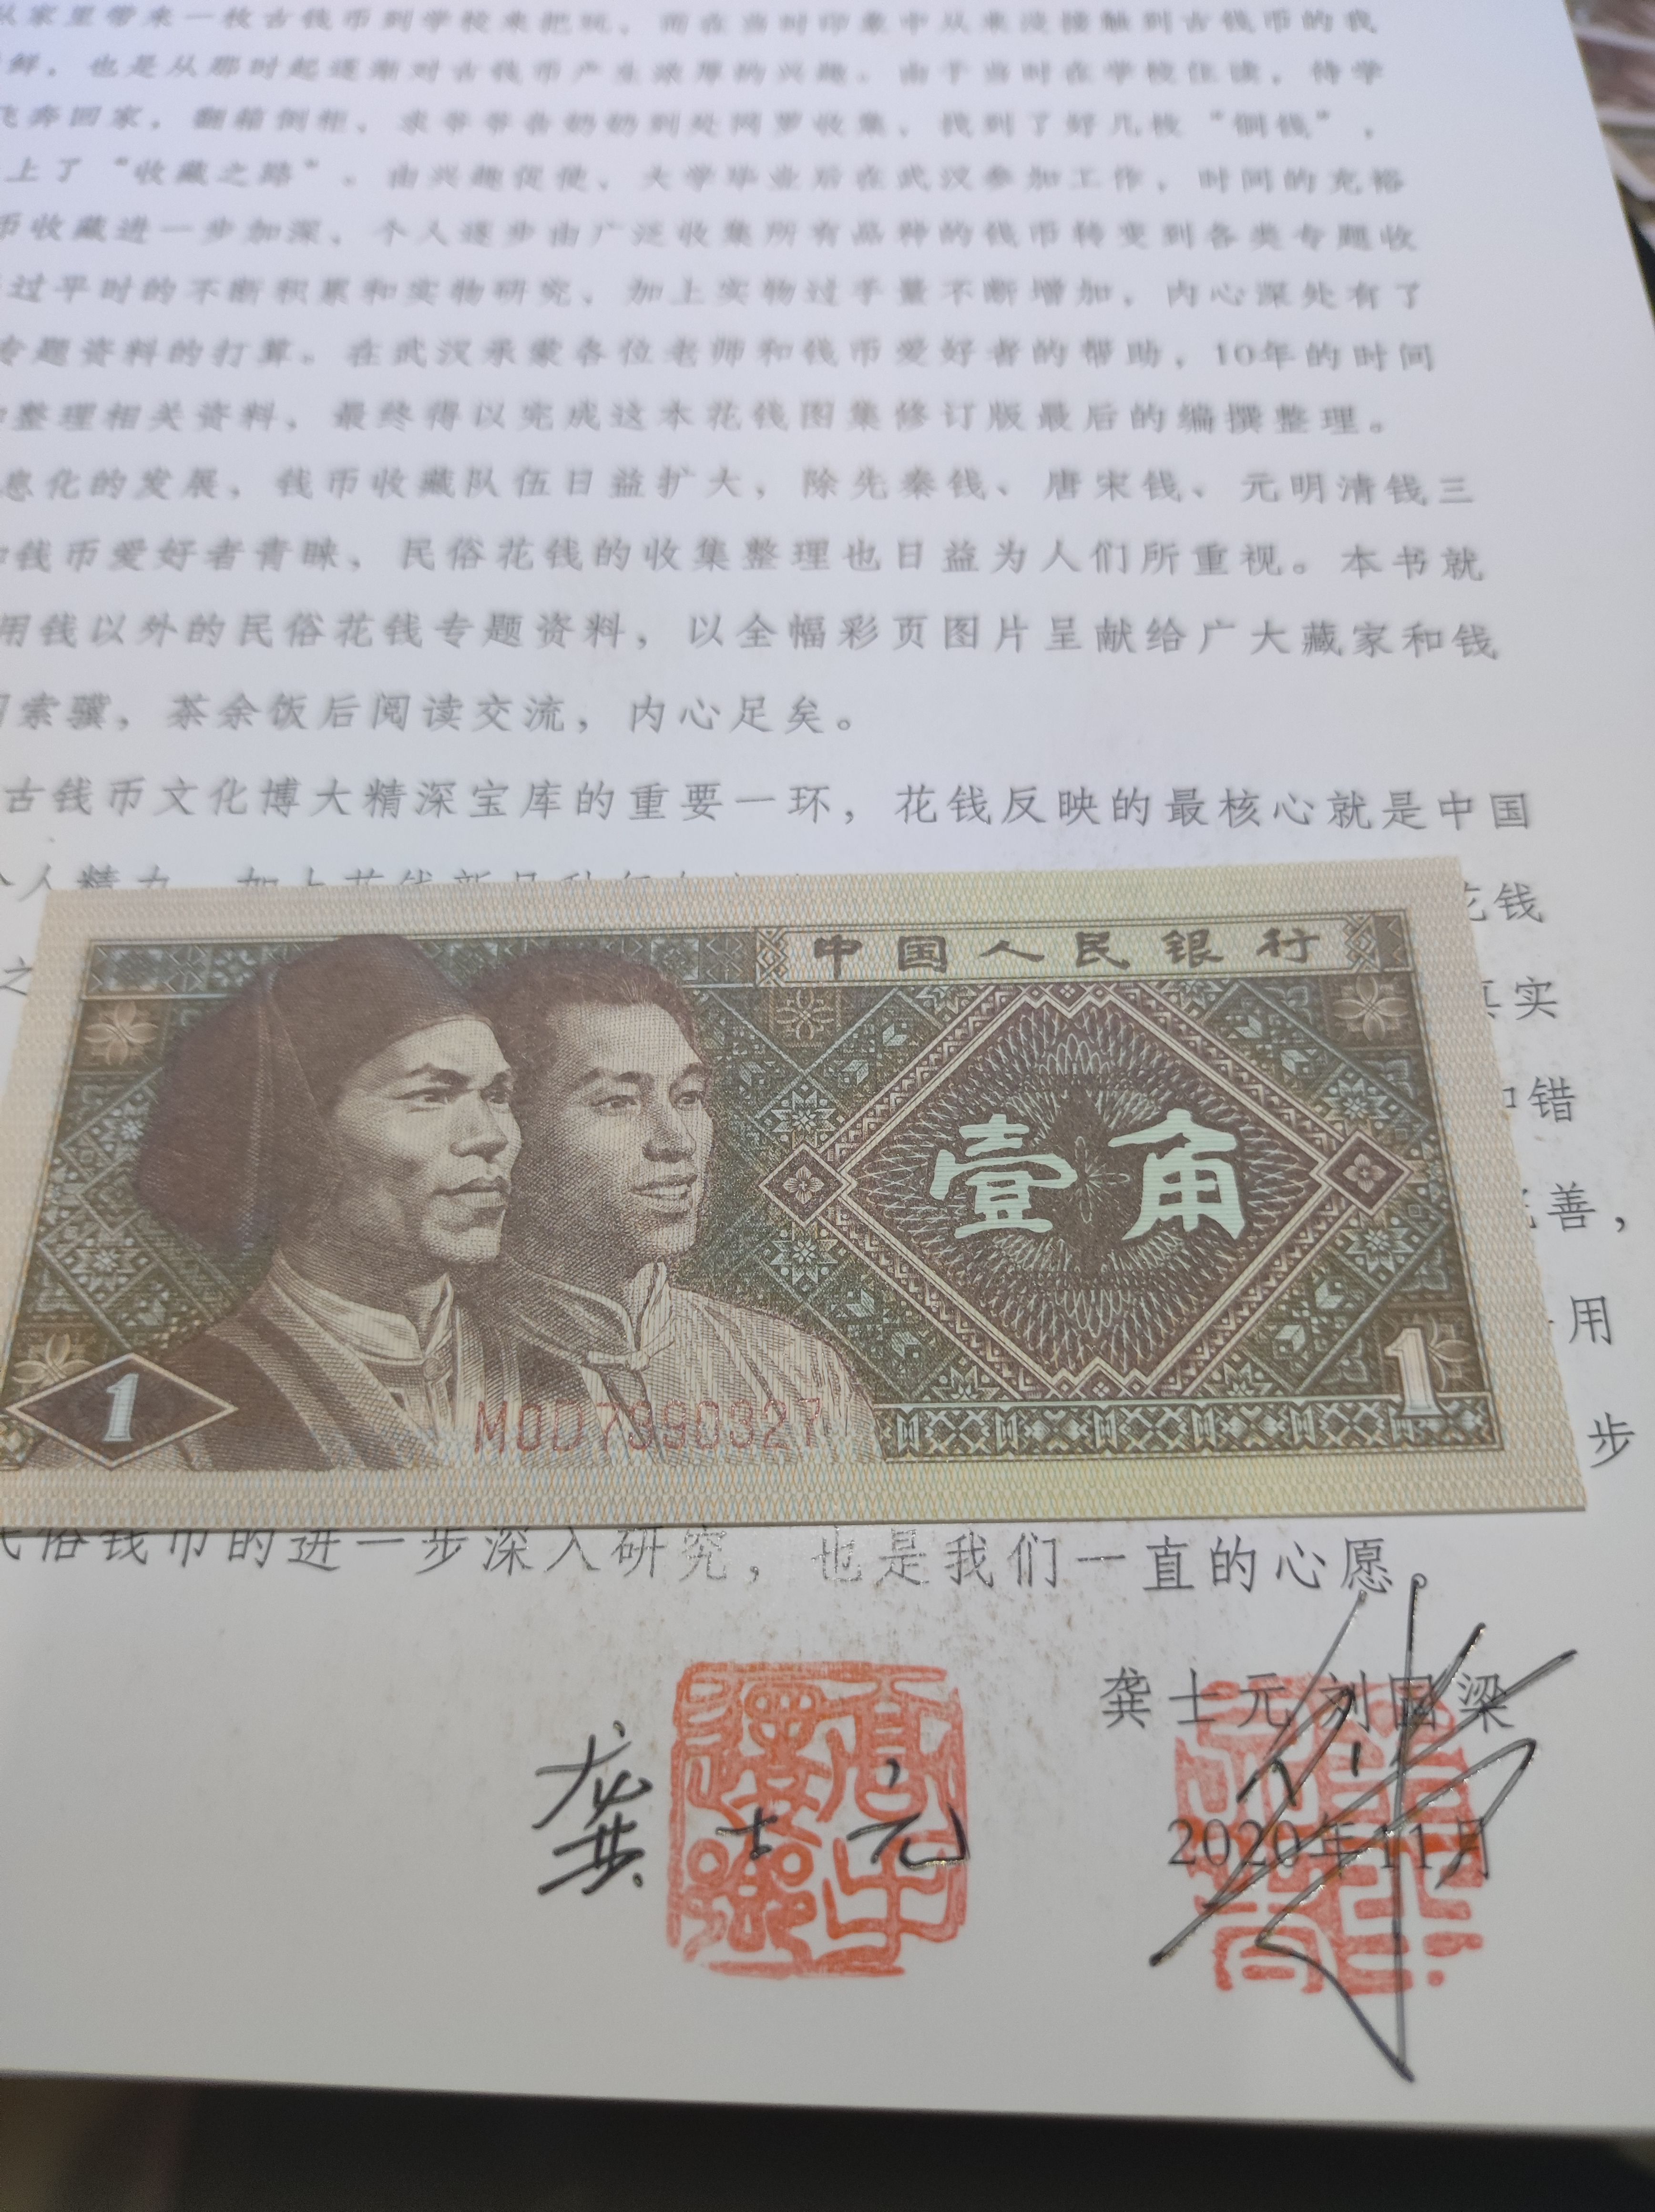 家里带来一枚古钱币到学校来把玩，而在当时印象中从来没接触到古钱币的我
鲜，也是从那时起逐渐对古钱币产生浓厚的兴趣。由于当时在学校住读，待学
飞奔回家，翻箱倒柜，求爷爷告奶奶到处网罗收集，找到了好几枚“铜钱”，
上了“收藏之路”。由兴趣促使，大学毕业后在武汉参加工作，时间的充裕
币收藏进一步加深，个人逐步由广泛收集所有品种的钱币转变到各类专题收
过平时的不断积累和实物研究，加上实物过手量不断增加，内心深处有了
专题资料的打算。在武汉承蒙各位老师和钱币爱好者的帮助，10年的时间
整理相关资料，最终得以完成这本花钱图集修订版最后的编撰整理。
息化的发展，钱币收藏队伍日益扩大，除先秦钱、唐宋钱、元明清钱三
钱币爱好者青睐，民俗花钱的收集整理也日益为人们所重视。本书就
用钱以外的民俗花钱专题资料，以全幅彩页图片呈献给广大藏家和钱
索骥，茶余饭后阅读交流，内心足矣。
古钱币文化博大精深宝库的重要一环，花钱反映的最核心就是中国
人精力
花钱
之
真实
错
善，
用
步
中国人民银行
壹角
1
1
M0D7390327
民俗钱币的进一步深入研究，也是我们一直的心愿。
龚士元 刘国梁
2020年11月
龚士元